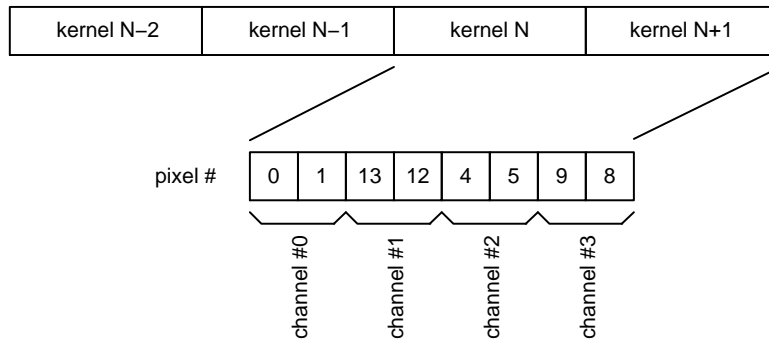 kernel N−2 kernel N−1 kernel N kernel N+1
pixel # 0 1 13 12 4 5 9 8
channel #0 channel #1 channel #2 channel #3